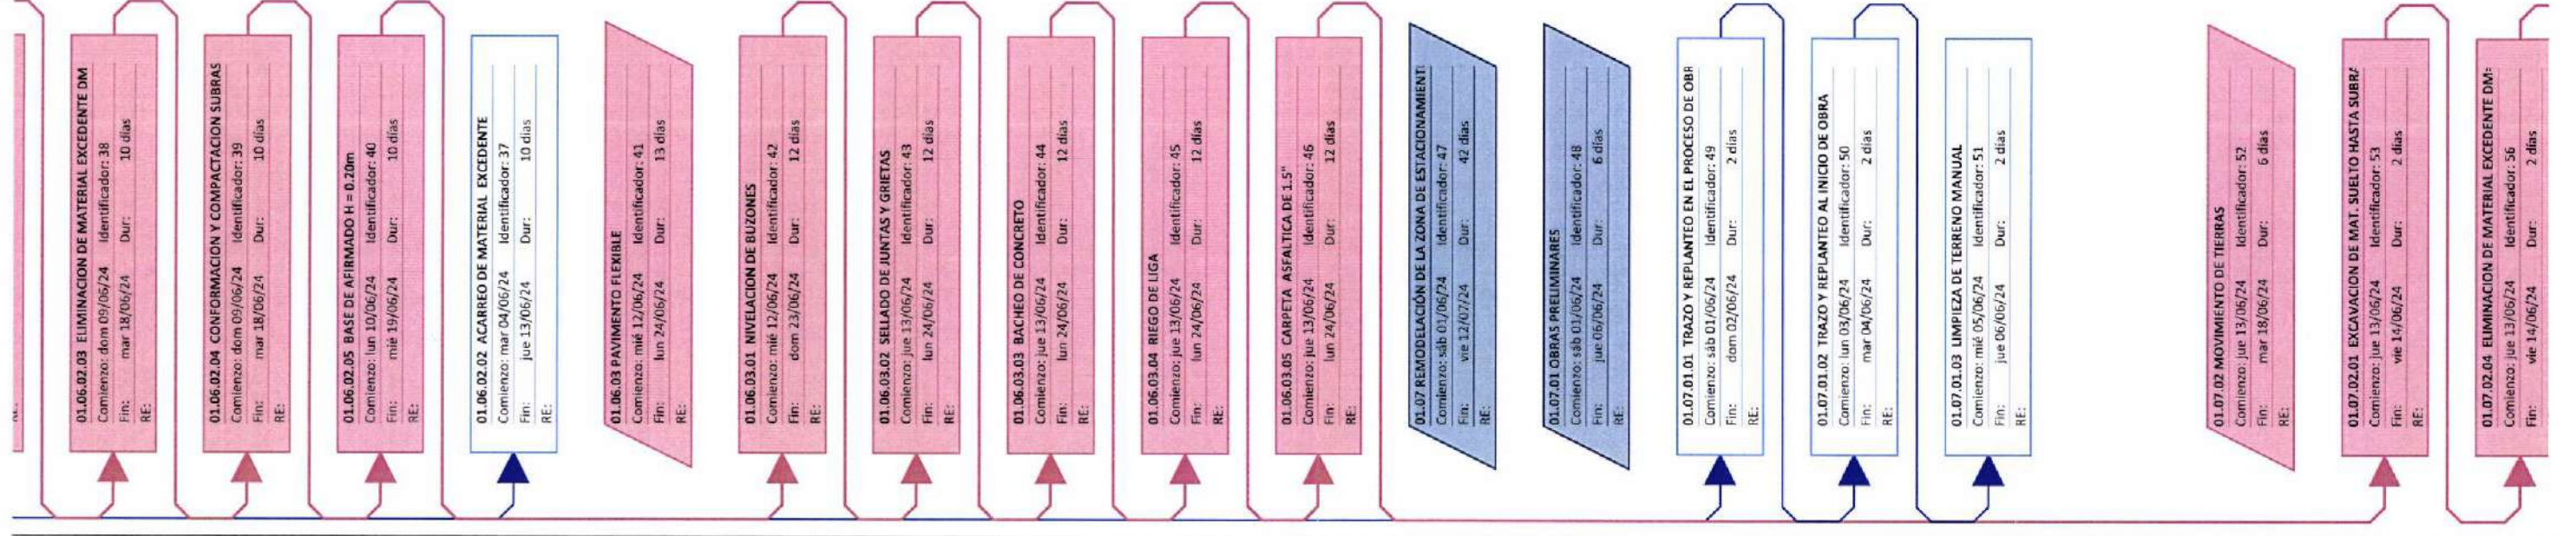 RE:
01.06.02.03 ELIMINACION DE MATERIAL EXCEDENTE DM
Comienzo: dom 09/06/24 Identificador: 38
Fin: mar 18/06/24 Dur: 10 días
RE:
01.06.02.04 CONFORMACION Y COMPACTACION SUBRAS
Comienzo: dom 09/06/24 Identificador: 39
Fin: mar 18/06/24 Dur: 10 días
RE:
01.06.02.05 BASE DE AFIRMADO H = 0.20m
Comienzo: lun 10/06/24 Identificador: 40
Fin: mié 19/06/24 Dur: 10 días
RE:
01.06.02.02 ACARREO DE MATERIAL EXCEDENTE
Comienzo: mar 04/06/24 Identificador: 37
Fin: jue 13/06/24 Dur: 10 días
RE:
01.06.03 PAVIMENTO FLEXIBLE
Comienzo: mié 12/06/24 Identificador: 41
Fin: lun 24/06/24 Dur: 13 días
RE:
01.06.03.01 NIVELACION DE BUZONES
Comienzo: mié 12/06/24 Identificador: 42
Fin: dom 23/06/24 Dur: 12 días
RE:
01.06.03.02 SELLADO DE JUNTAS Y GRIETAS
Comienzo: jue 13/06/24 Identificador: 43
Fin: lun 24/06/24 Dur: 12 días
RE:
01.06.03.03 BACHEO DE CONCRETO
Comienzo: jue 13/06/24 Identificador: 44
Fin: lun 24/06/24 Dur: 12 días
RE:
01.06.03.04 RIEGO DE LIGA
Comienzo: jue 13/06/24 Identificador: 45
Fin: lun 24/06/24 Dur: 12 días
RE:
01.06.03.05 CARPETA ASFALTICA DE 1.5"
Comienzo: jue 13/06/24 Identificador: 46
Fin: lun 24/06/24 Dur: 12 días
RE:
01.07 REMODELACIÓN DE LA ZONA DE ESTACIONAMIENT
Comienzo: sáb 01/06/24 Identificador: 47
Fin: vie 12/07/24 Dur: 42 días
RE:
01.07.01 OBRAS PRELIMINARES
Comienzo: sáb 01/06/24 Identificador: 48
Fin: jue 06/06/24 Dur: 6 días
RE:
01.07.01.01 TRAZO Y REPLANTEO EN EL PROCESO DE OBR
Comienzo: sáb 01/06/24 Identificador: 49
Fin: dom 02/06/24 Dur: 2 días
RE:
01.07.01.02 TRAZO Y REPLANTEO AL INICIO DE OBRA
Comienzo: lun 03/06/24 Identificador: 50
Fin: mar 04/06/24 Dur: 2 días
RE:
01.07.01.03 LIMPIEZA DE TERRENO MANUAL
Comienzo: mié 05/06/24 Identificador: 51
Fin: jue 06/06/24 Dur: 2 días
RE:
01.07.02 MOVIMIENTO DE TIERRAS
Comienzo: jue 13/06/24 Identificador: 52
Fin: mar 18/06/24 Dur: 6 días
RE:
01.07.02.01 EXCAVACION DE MAT. SUELTO HASTA SUBRA
Comienzo: jue 13/06/24 Identificador: 53
Fin: vie 14/06/24 Dur: 2 días
RE:
01.07.02.04 ELIMINACION DE MATERIAL EXCEDENTE DM=
Comienzo: jue 13/06/24 Identificador: 56
Fin: vie 14/06/24 Dur: 2 días